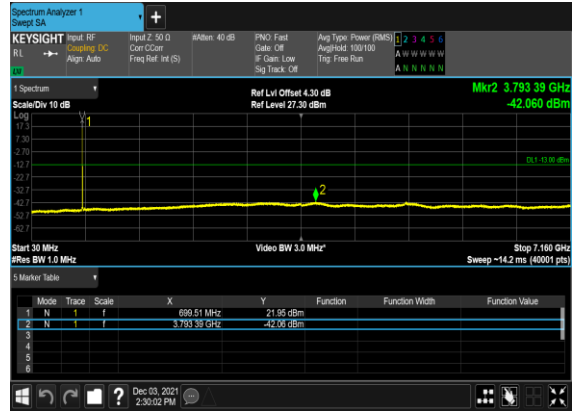 Spectrum Analyzer 1
Swept SA
+
KEYSIGHT Input: RF Input Z: 50 Ω #Atten: 40 dB PNO: Fast Avg Type: Power (RMS) 1 2 3 4 5 6
RL Coupling: DC Corr CCorr Gate: Off Avg|Hold: 100/100 A W W W W W
Align: Auto Freq Ref: Int (S) IF Gain: Low Trig: Free Run
Sig Track: Off A N N N N N
1 Spectrum Ref Lvl Offset 4.30 dB Mkr2 3.793 39 GHz
Scale/Div 10 dB Ref Level 27.30 dBm -42.060 dBm
Log
17.3
1
7.30
-2.70
-12.7 DL1 -13.00 dBm
-22.7
-32.7
2
-42.7
-52.7
-62.7
Start 30 MHz Video BW 3.0 MHz* Stop 7.160 GHz
#Res BW 1.0 MHz Sweep ~14.2 ms (40001 pts)
5 Marker Table
Mode Trace Scale X Y Function Function Width Function Value
1 N 1 f 699.51 MHz 21.95 dBm
2 N 1 f 3.793 39 GHz -42.06 dBm
3
4
5
6
? Dec 03, 2021
2:30:02 PM